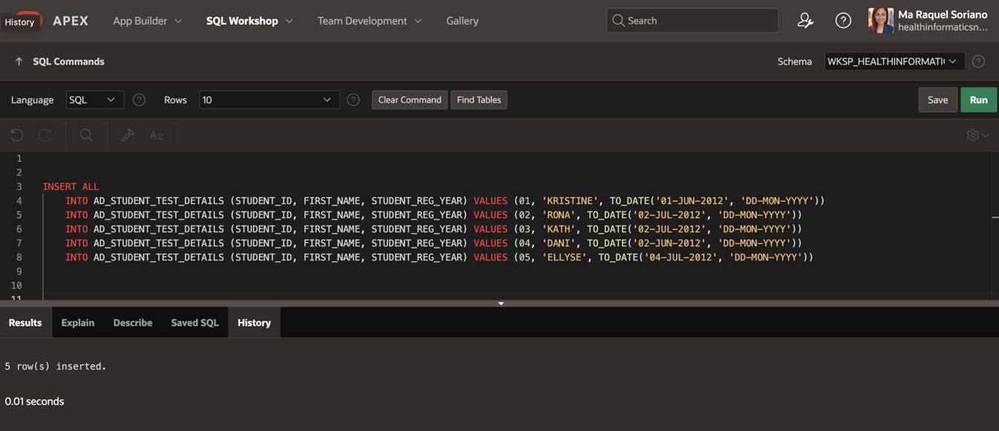 History
APEX
App Builder
SQL Workshop
Team Development
Gallery
Search
Ma Raquel Soriano
healthinformaticsn...
SQL Commands
Schema
WKSP_HEALTHINFORMATI(
Language
SQL
Rows
10
Clear Command
Find Tables
Save
Run
1
2
3 INSERT ALL
4 INTO AD_STUDENT_TEST_DETAILS (STUDENT_ID, FIRST_NAME, STUDENT_REG_YEAR) VALUES (01, 'KRISTINE', TO_DATE('01-JUN-2012', 'DD-MON-YYYY'))
5 INTO AD_STUDENT_TEST_DETAILS (STUDENT_ID, FIRST_NAME, STUDENT_REG_YEAR) VALUES (02, 'RONA', TO_DATE('02-JUL-2012', 'DD-MON-YYYY'))
6 INTO AD_STUDENT_TEST_DETAILS (STUDENT_ID, FIRST_NAME, STUDENT_REG_YEAR) VALUES (03, 'KATH', TO_DATE('02-JUL-2012', 'DD-MON-YYYY'))
7 INTO AD_STUDENT_TEST_DETAILS (STUDENT_ID, FIRST_NAME, STUDENT_REG_YEAR) VALUES (04, 'DANI', TO_DATE('02-JUN-2012', 'DD-MON-YYYY'))
8 INTO AD_STUDENT_TEST_DETAILS (STUDENT_ID, FIRST_NAME, STUDENT_REG_YEAR) VALUES (05, 'ELLYSE', TO_DATE('04-JUL-2012', 'DD-MON-YYYY'))
9
10
11
Results
Explain
Describe
Saved SQL
History
5 row(s) inserted.
0.01 seconds